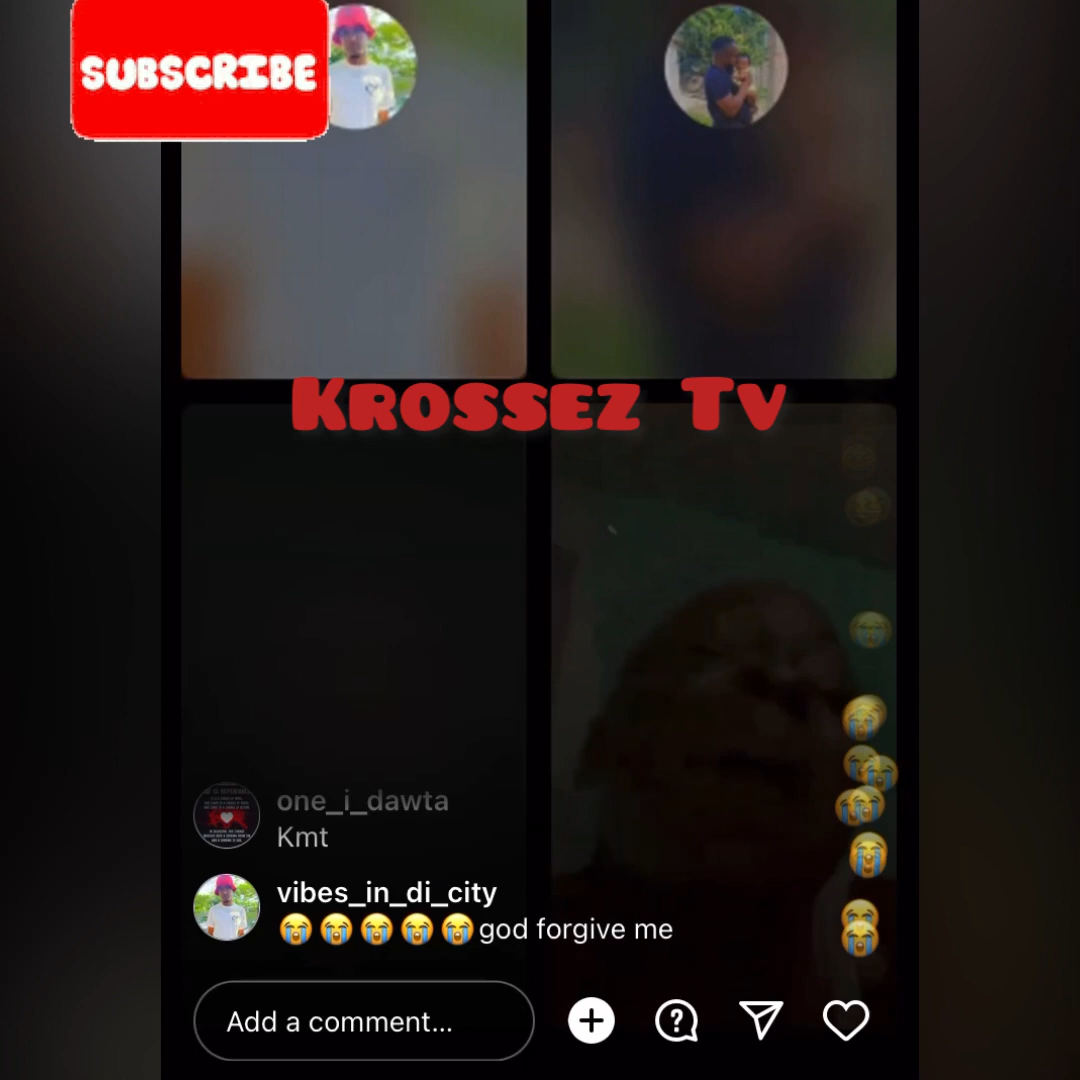 SUBSCRIBE
Krossez Tv
one_i_dawta
Kmt
vibes_in_di_city
😭😭😭😭😭god forgive me
Add a comment...